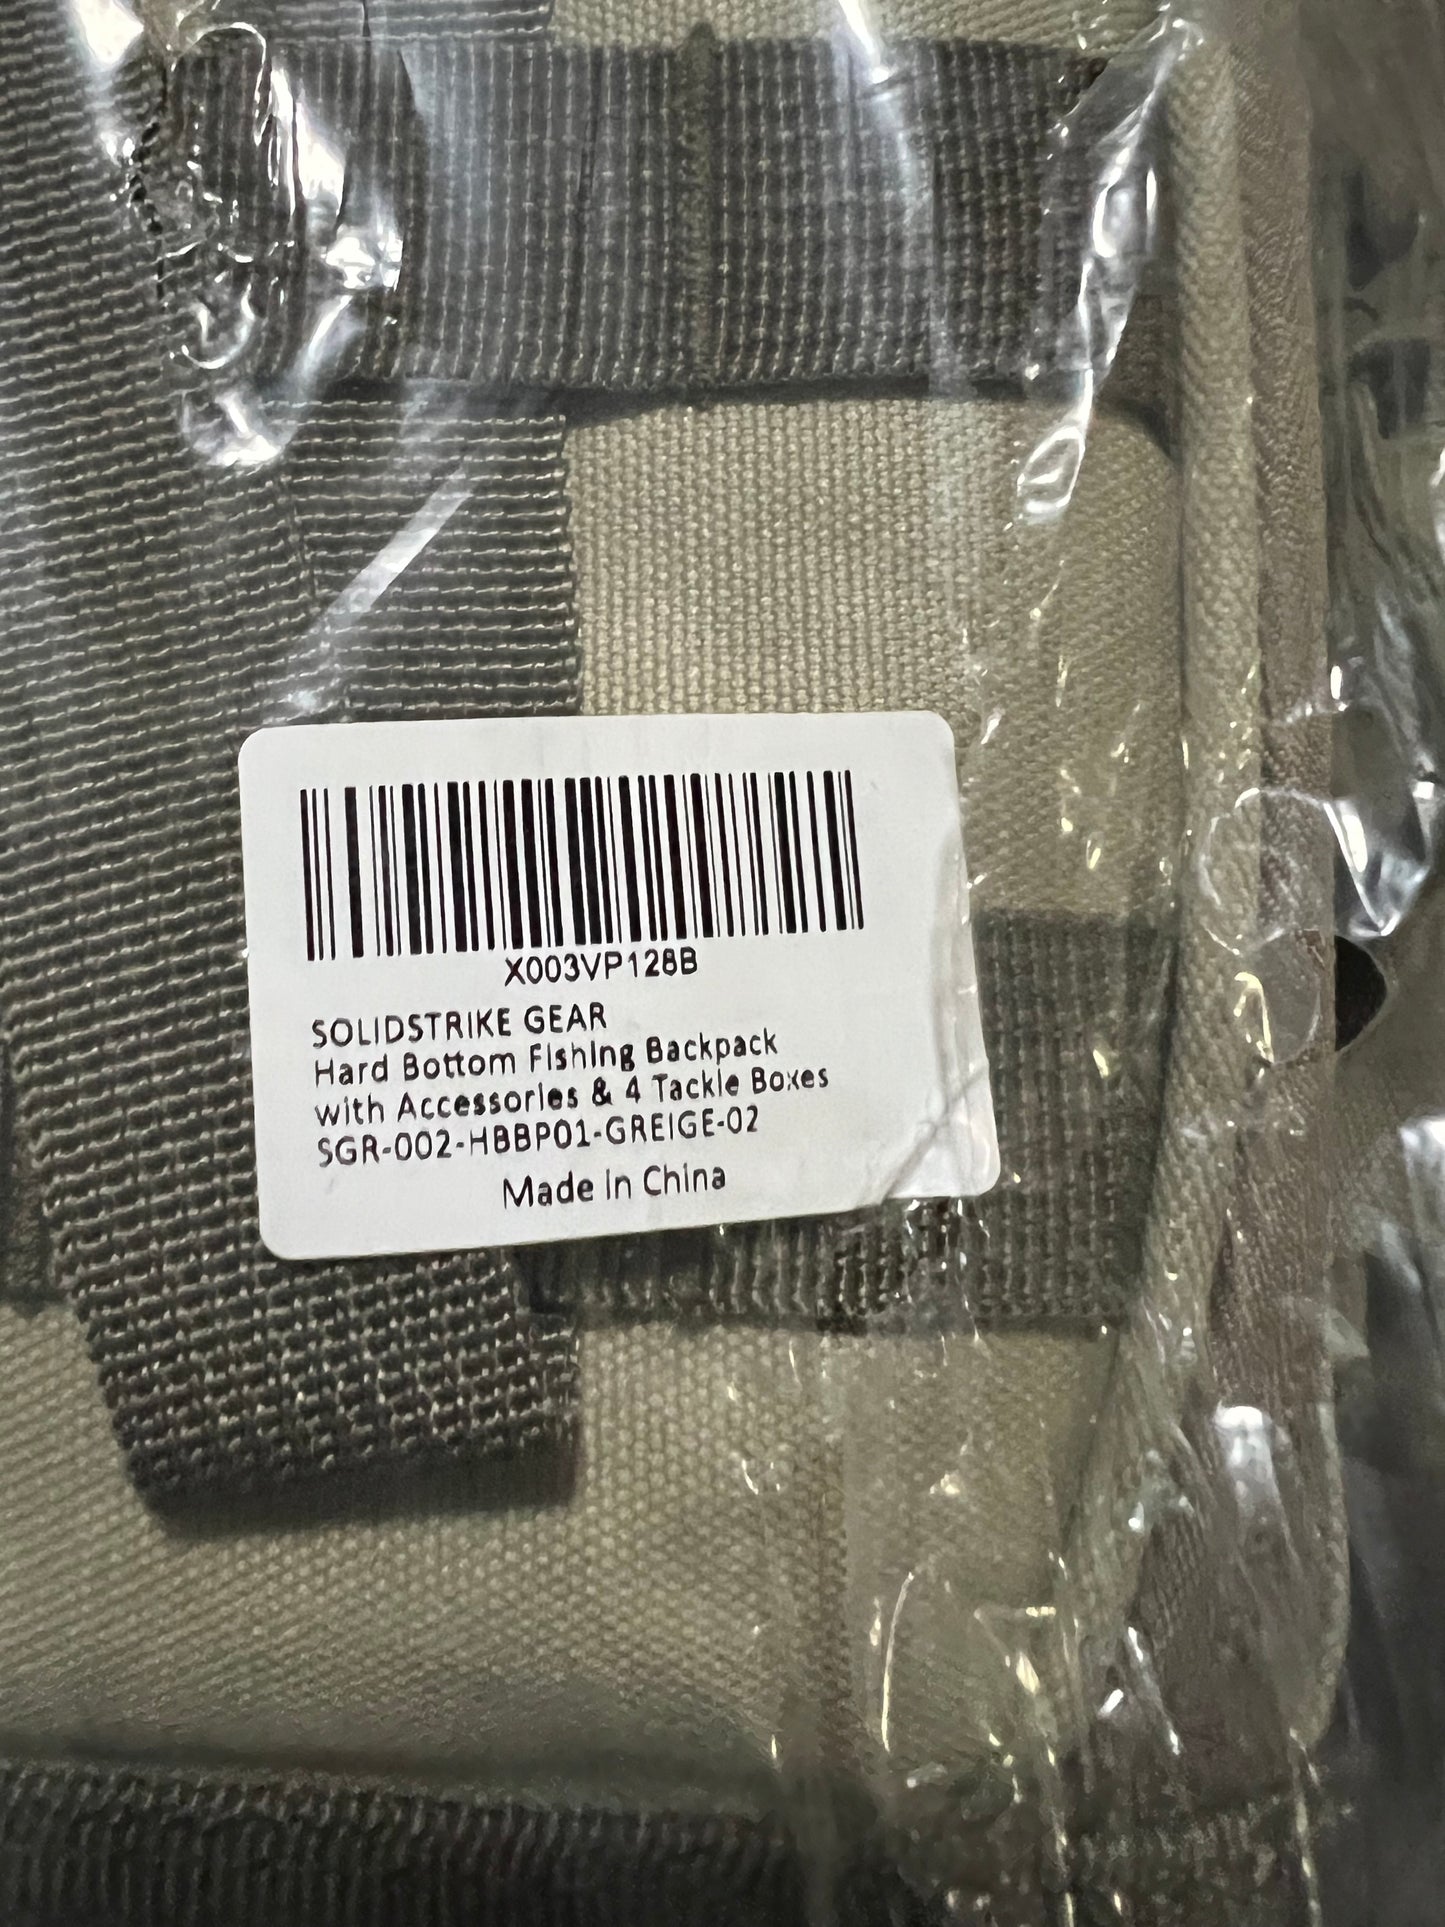 X003VP128B
SOLIDSTRIKE GEAR
Hard Bottom Fishing Backpack
with Accessories & 4 Tackle Boxes
SGR-002-HBBP01-GREIGE-02
Made in China